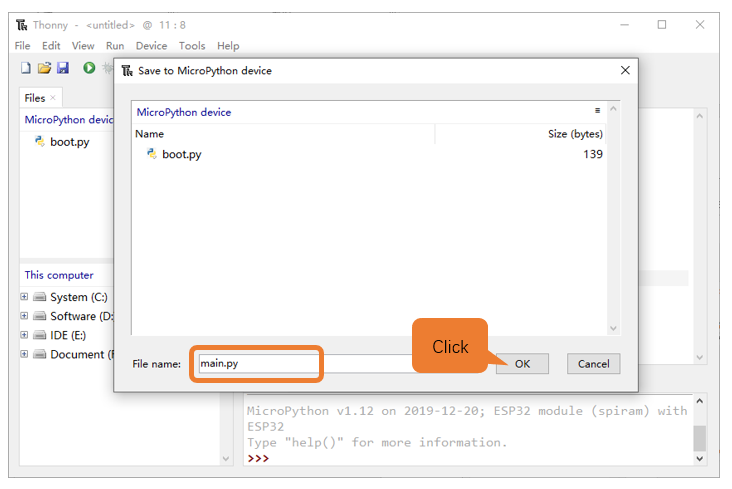 Thonny - <untitled> @ 11 : 8
File Edit View Run Device Tools Help
Save to MicroPython device
Files
MicroPython devic
boot.py
MicroPython device
Name Size (bytes)
boot.py 139
This computer
System (C:)
Software (D:
IDE (E:)
Document (F
Click
File name: main.py OK Cancel
MicroPython v1.12 on 2019-12-20; ESP32 module (spiram) with
ESP32
Type "help()" for more information.
>>>